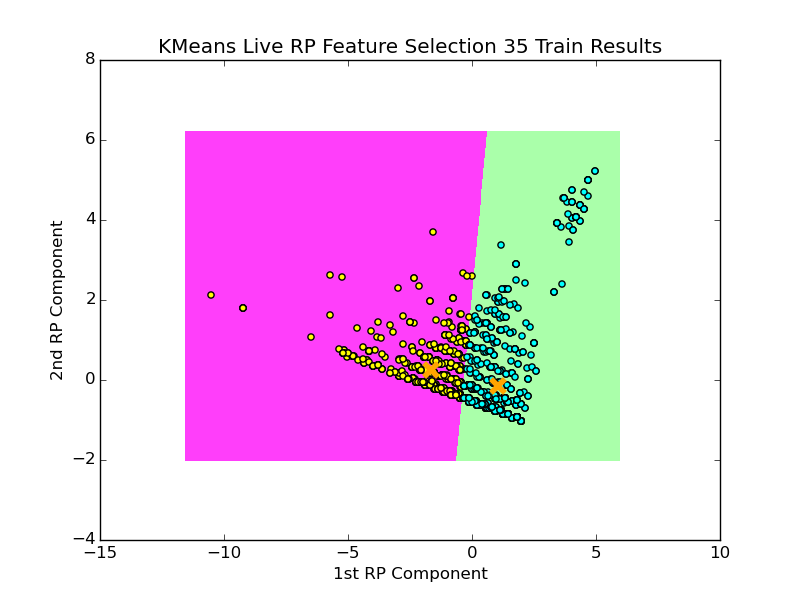 KMeans Live RP Feature Selection 35 Train Results
8
6
4
2
0
−2
−4
2nd RP Component
−15 −10 −5 0 5 10
1st RP Component